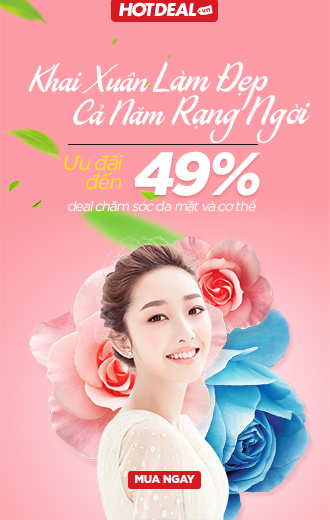 HOTDEAL.vn
Khai Xuân Làm Đẹp
Cả Năm Rạng Ngời
Ưu đãi
đến 49%
deal chăm sóc da mặt và cơ thể
MUA NGAY